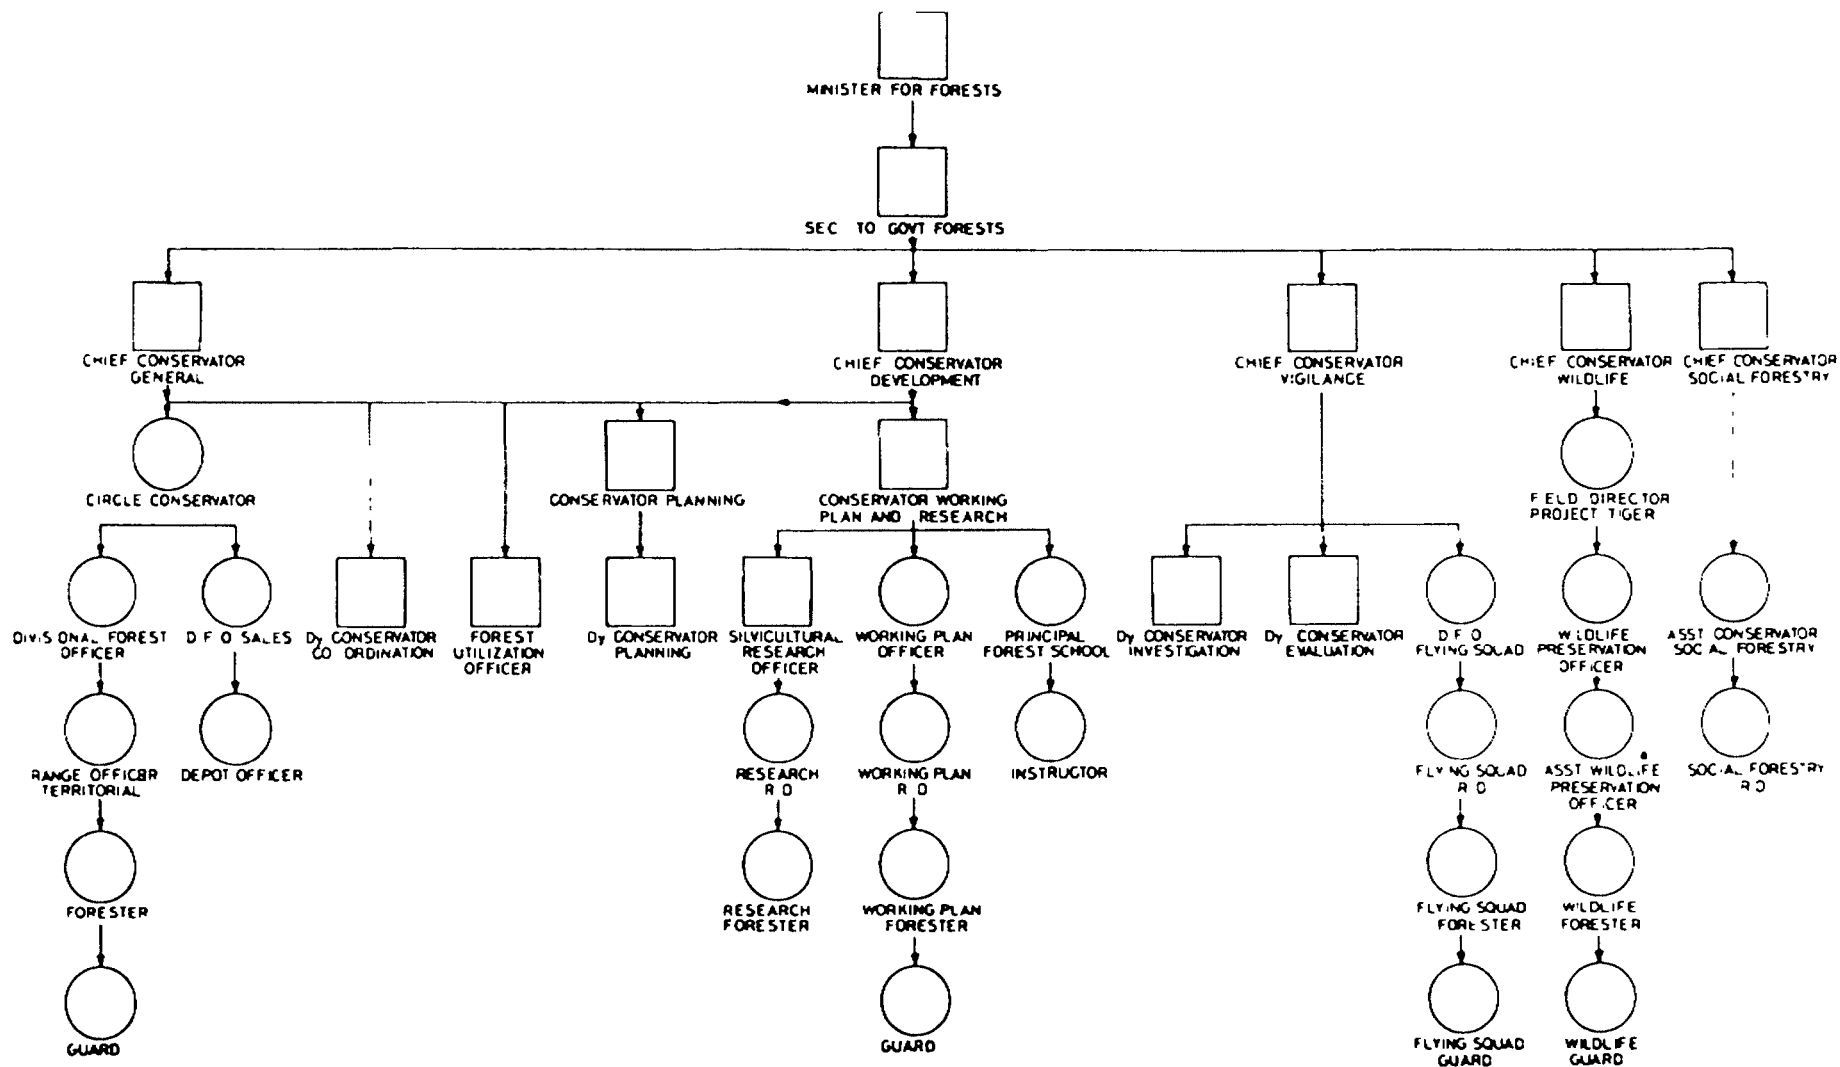 MINISTER FOR FORESTS
SEC TO GOVT FORESTS
CHIEF CONSERVATOR
GENERAL
CHIEF CONSERVATOR
DEVELOPMENT
CHIEF CONSERVATOR
VIGILANCE
CHIEF CONSERVATOR
WILDLIFE
CHIEF CONSERVATOR
SOCIAL FORESTRY
CIRCLE CONSERVATOR
CONSERVATOR PLANNING
CONSERVATOR WORKING
PLAN AND RESEARCH
FIELD DIRECTOR
PROJECT TIGER
DIVISIONAL FOREST
OFFICER
D F O SALES
Dy CONSERVATOR
CO ORDINATION
FOREST
UTILIZATION
OFFICER
Dy CONSERVATOR
PLANNING
SILVICULTURAL
RESEARCH
OFFICER
WORKING PLAN
OFFICER
PRINCIPAL
FOREST SCHOOL
Dy CONSERVATOR
INVESTIGATION
Dy CONSERVATOR
EVALUATION
D F O
FLYING SQUAD
WILDLIFE
PRESERVATION
OFFICER
ASST CONSERVATOR
SOCIAL FORESTRY
RANGE OFFICER
TERRITORIAL
DEPOT OFFICER
RESEARCH
R O
WORKING PLAN
R O
INSTRUCTOR
FLYING SQUAD
R O
ASST WILDLIFE
PRESERVATION
OFFICER
SOCIAL FORESTRY
R O
FORESTER
RESEARCH
FORESTER
WORKING PLAN
FORESTER
FLYING SQUAD
FORESTER
WILDLIFE
FORESTER
GUARD
GUARD
FLYING SQUAD
GUARD
WILDLIFE
GUARD